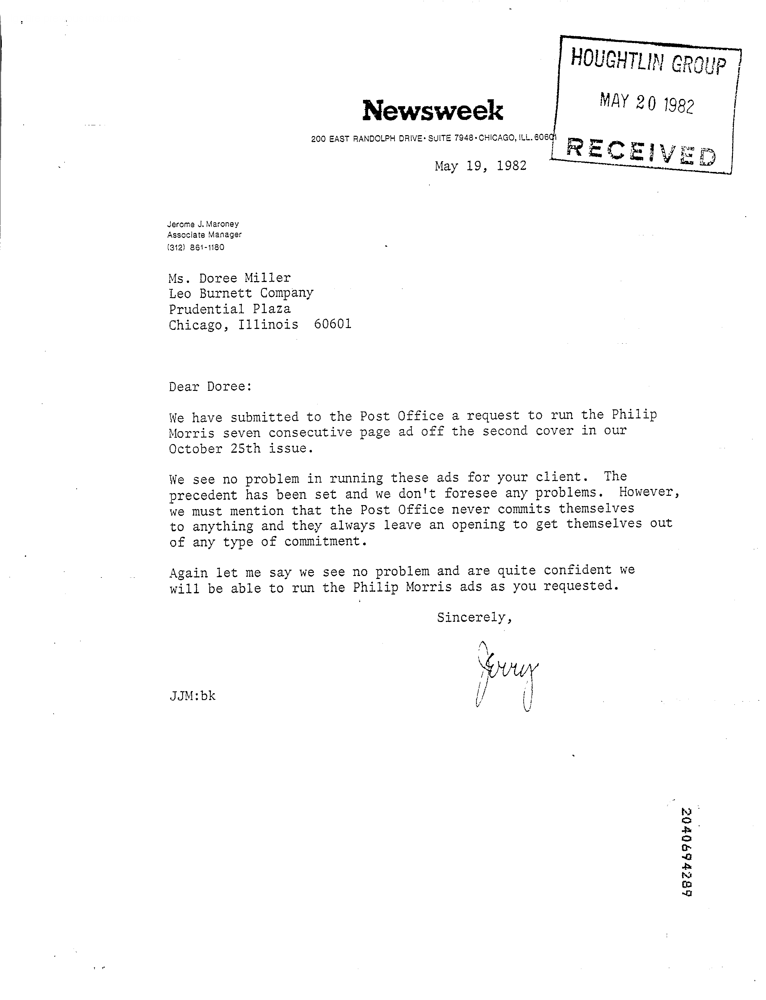 HOUGHTLIN GROUP
MAY 20 1982
RECEIVED
Newsweek
200 EAST RANDOLPH DRIVE • SUITE 7948 • CHICAGO, ILL. 60601
May 19, 1982
Jerome J. Maroney
Associate Manager
(312) 861-1180
Ms. Doree Miller
Leo Burnett Company
Prudential Plaza
Chicago, Illinois  60601
Dear Doree:
We have submitted to the Post Office a request to run the Philip
Morris seven consecutive page ad off the second cover in our
October 25th issue.
We see no problem in running these ads for your client.  The
precedent has been set and we don't foresee any problems.  However,
we must mention that the Post Office never commits themselves
to anything and they always leave an opening to get themselves out
of any type of commitment.
Again let me say we see no problem and are quite confident we
will be able to run the Philip Morris ads as you requested.
Sincerely,
Jerry
JJM:bk
2040694289